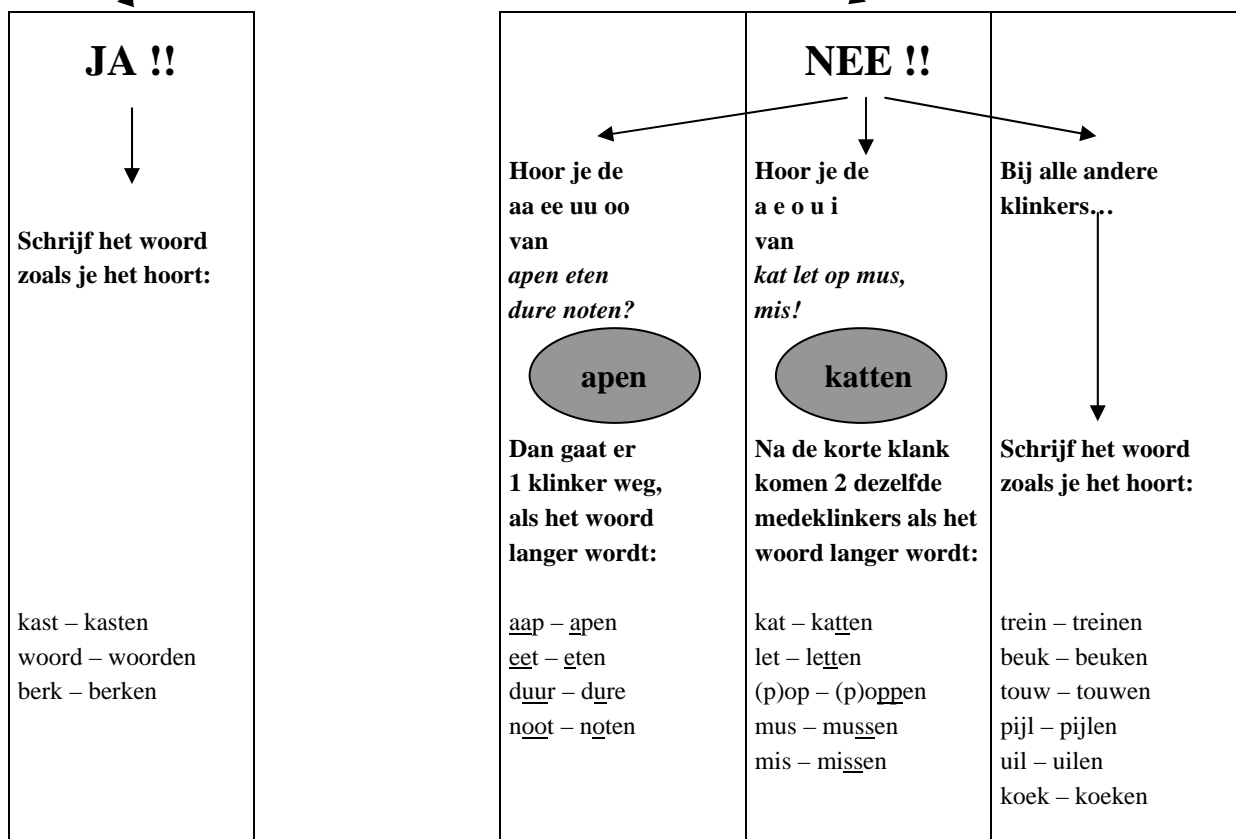 JA !!
Schrijf het woord
zoals je het hoort:
kast – kasten
woord – woorden
berk – berken
NEE !!
Hoor je de
aa ee uu oo
van
apen eten
dure noten?
apen
Dan gaat er
1 klinker weg,
als het woord
langer wordt:
aap – apen
eet – eten
duur – dure
noot – noten
Hoor je de
a e o u i
van
kat let op mus,
mis!
katten
Na de korte klank
komen 2 dezelfde
medeklinkers als het
woord langer wordt:
kat – katten
let – letten
(p)op – (p)oppen
mus – mussen
mis – missen
Bij alle andere
klinkers…
Schrijf het woord
zoals je het hoort:
trein – treinen
beuk – beuken
touw – touwen
pijl – pijlen
uil – uilen
koek – koeken